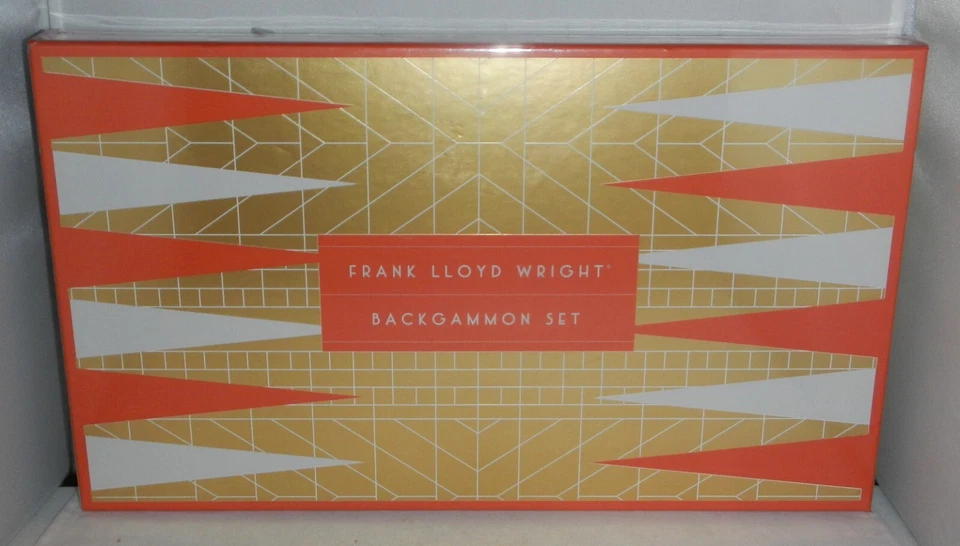 FRANK LLOYD WRIGHT®
BACKGAMMON SET